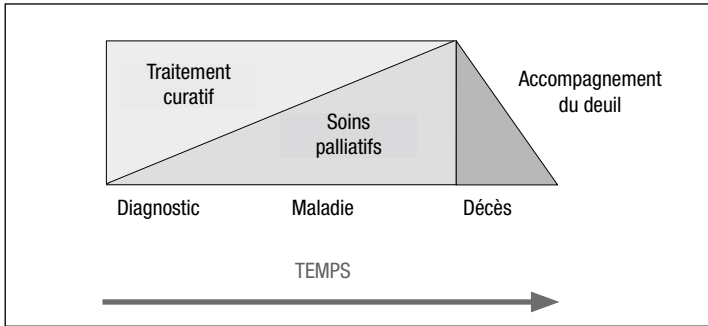 Traitement
curatif
Soins
palliatifs
Accompagnement
du deuil
Diagnostic
Maladie
Décès
TEMPS